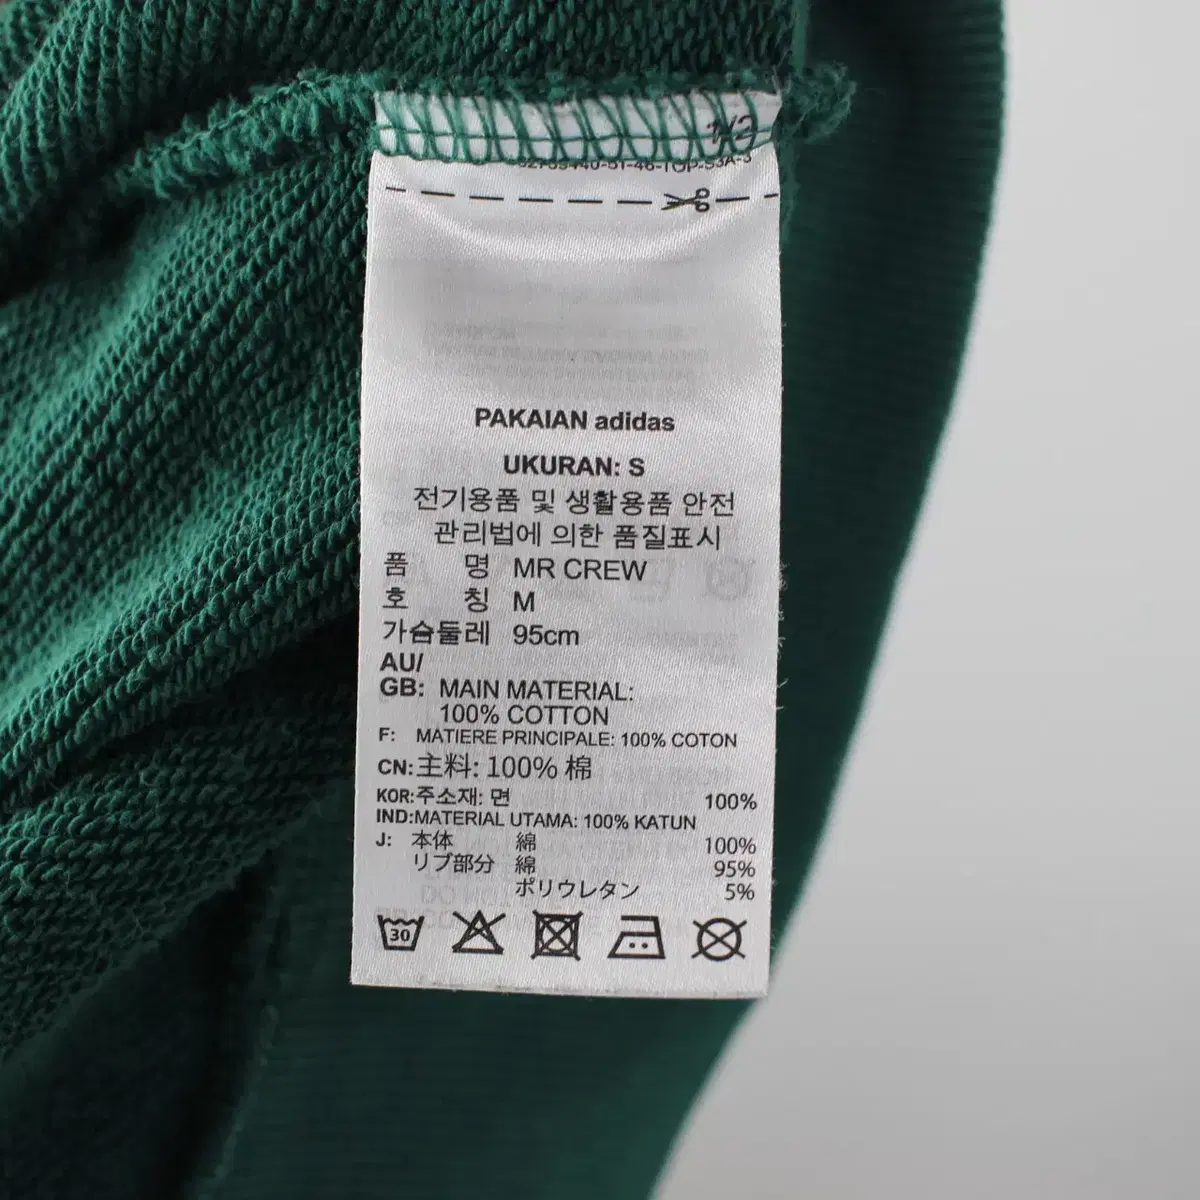 PAKAIAN adidas
UKURAN: S
전기용품 및 생활용품 안전
관리법에 의한 품질표시
품 명 MR CREW
호 칭 M
가슴둘레 95cm
AU/
GB: MAIN MATERIAL:
100% COTTON
F: MATIERE PRINCIPALE: 100% COTON
CN:主料: 100% 棉
KOR:주소재: 면 100%
IND:MATERIAL UTAMA: 100% KATUN
J: 本体 綿 100%
リブ部分 綿 95%
ポリウレタン 5%
30